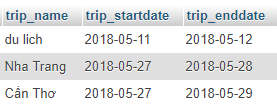 trip_name trip_startdate trip_enddate
du lich 2018-05-11 2018-05-12
Nha Trang 2018-05-27 2018-05-28
Cần Thơ 2018-05-27 2018-05-29